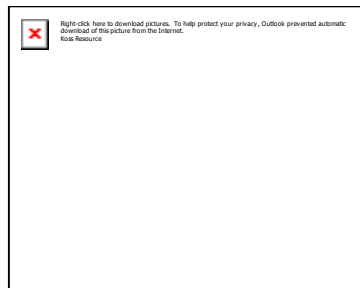 Right-click here to download pictures. To help protect your privacy, Outlook prevented automatic
download of this picture from the Internet.
Koss Resource